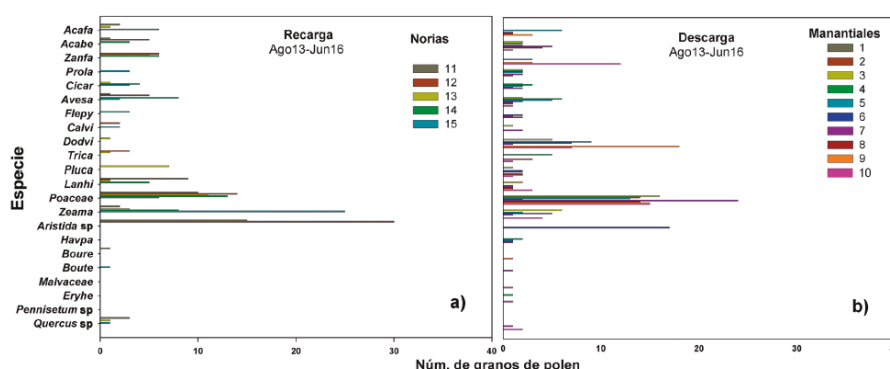 Recarga
Ago13-Jun16
Norias
11
12
13
14
15
Especie
Acafa
Acabe
Zanfa
Prola
Cicar
Avesa
Flepy
Calvi
Dodvi
Trica
Pluca
Lanhi
Poaceae
Zeama
Aristida sp
Havpa
Boure
Boute
Malvaceae
Eryhe
Pennisetum sp
Quercus sp
a)
0 10 20 30 40
Descarga
Ago13-Jun16
Manantiales
1
2
3
4
5
6
7
8
9
10
b)
0 10 20 30
Núm. de granos de polen